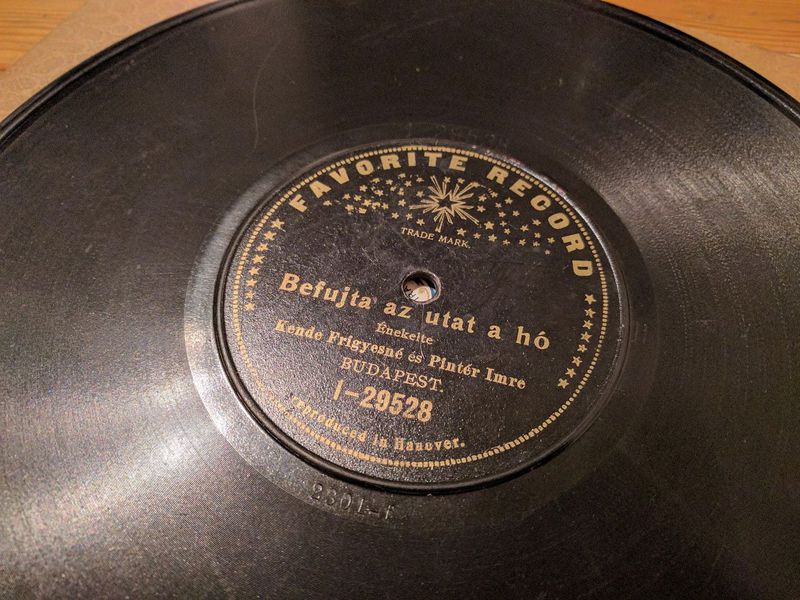 FAVORITE RECORD
TRADE MARK.
Befujta az utat a hó
Énekelte
Kende Frigyesné és Pintér Imre
BUDAPEST.
1-29528
reproduced in Hanover.